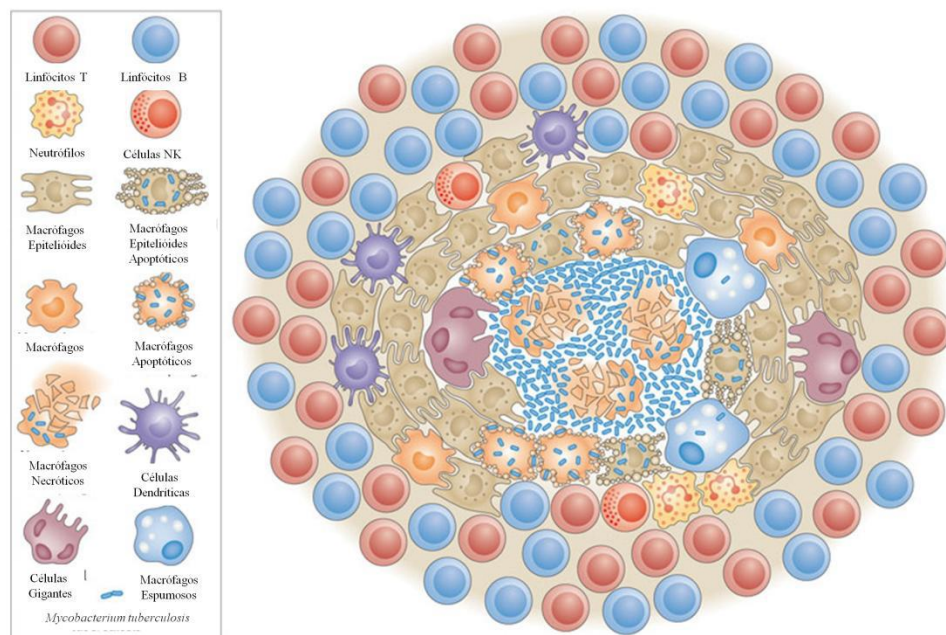 Linfócitos T
Linfócitos B
Neutrófilos
Células NK
Macrófagos
Epitelióides
Macrófagos
Epitelióides
Apoptóticos
Macrófagos
Macrófagos
Apoptóticos
Macrófagos
Necróticos
Células
Dendríticas
Células
Gigantes
Macrófagos
Espumosos
Mycobacterium tuberculosis